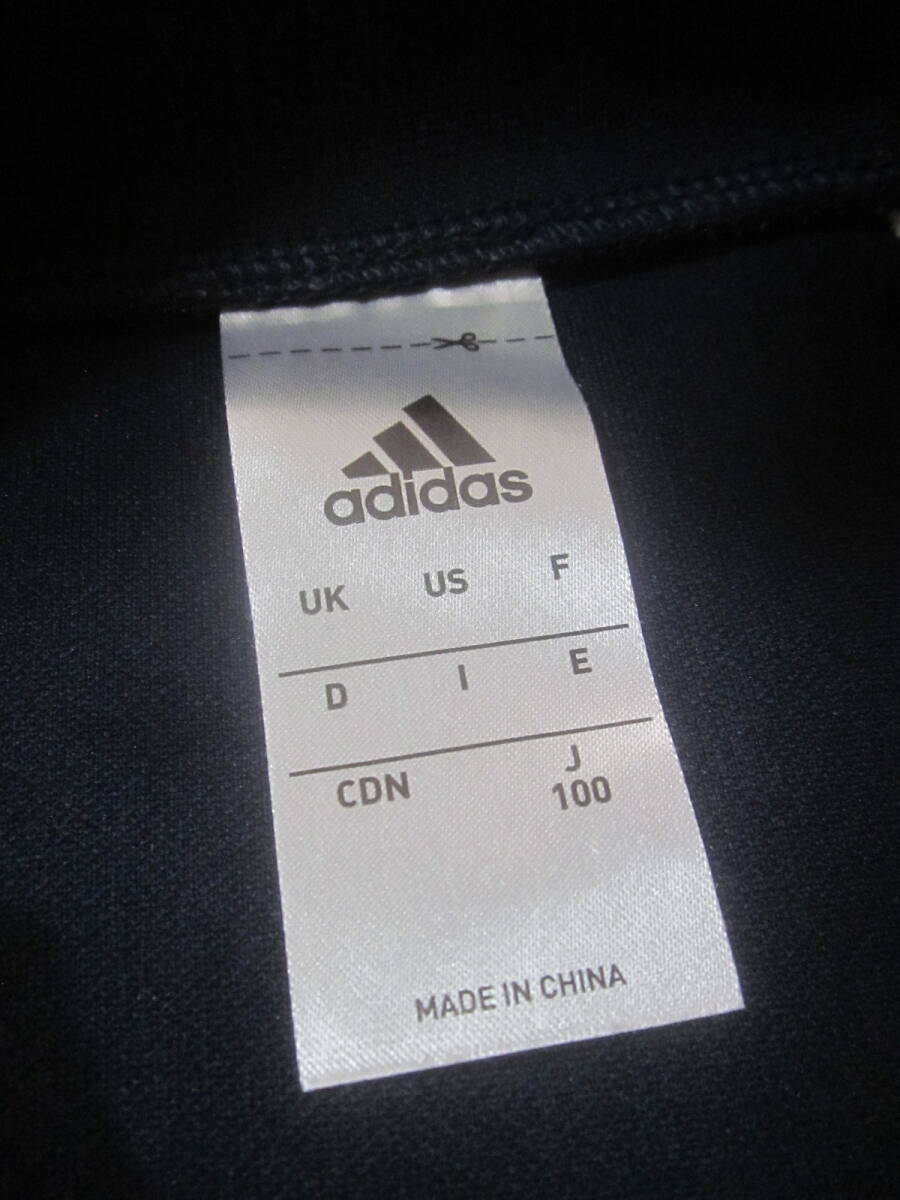 adidas
UK US F
D I E
CDN J
100
MADE IN CHINA